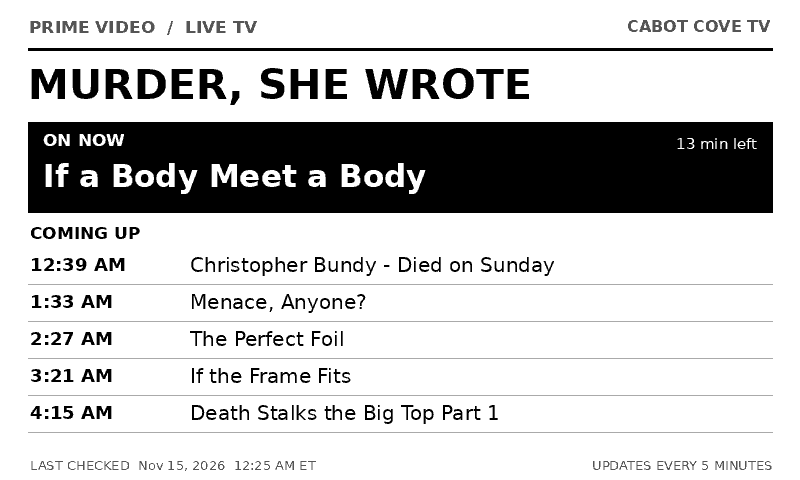 PRIME VIDEO / LIVE TV CABOT COVE TV
MURDER, SHE WROTE
ON NOW 13 min left
If a Body Meet a Body
COMING UP
12:39 AM Christopher Bundy - Died on Sunday
1:33 AM Menace, Anyone?
2:27 AM The Perfect Foil
3:21 AM If the Frame Fits
4:15 AM Death Stalks the Big Top Part 1
LAST CHECKED Nov 15, 2026 12:25 AM ET UPDATES EVERY 5 MINUTES